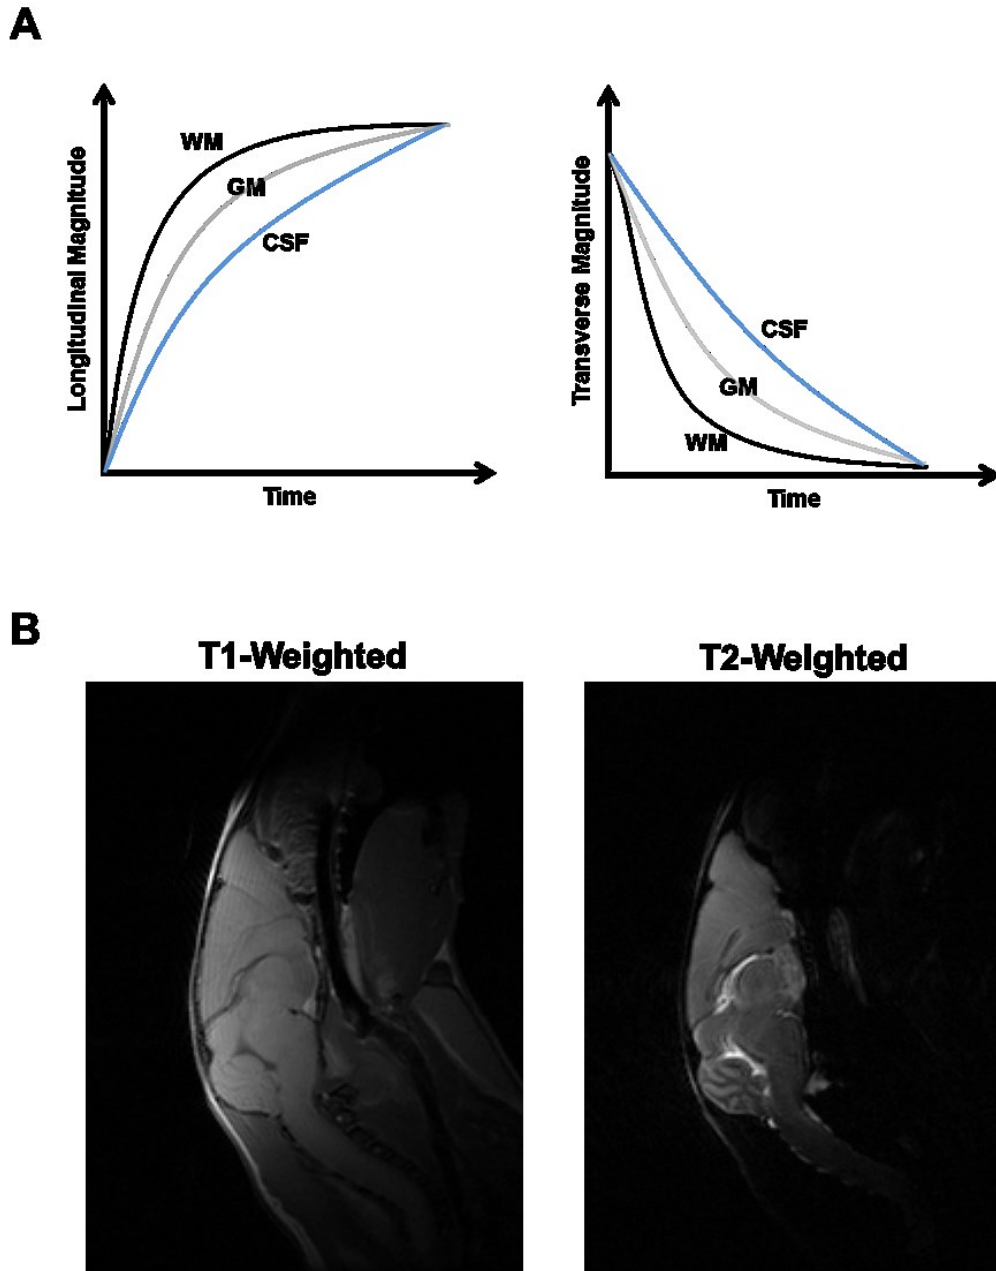 A
Longitudinal Magnitude
WM
GM
CSF
Time
Transverse Magnitude
CSF
GM
WM
Time
B
T1-Weighted
T2-Weighted